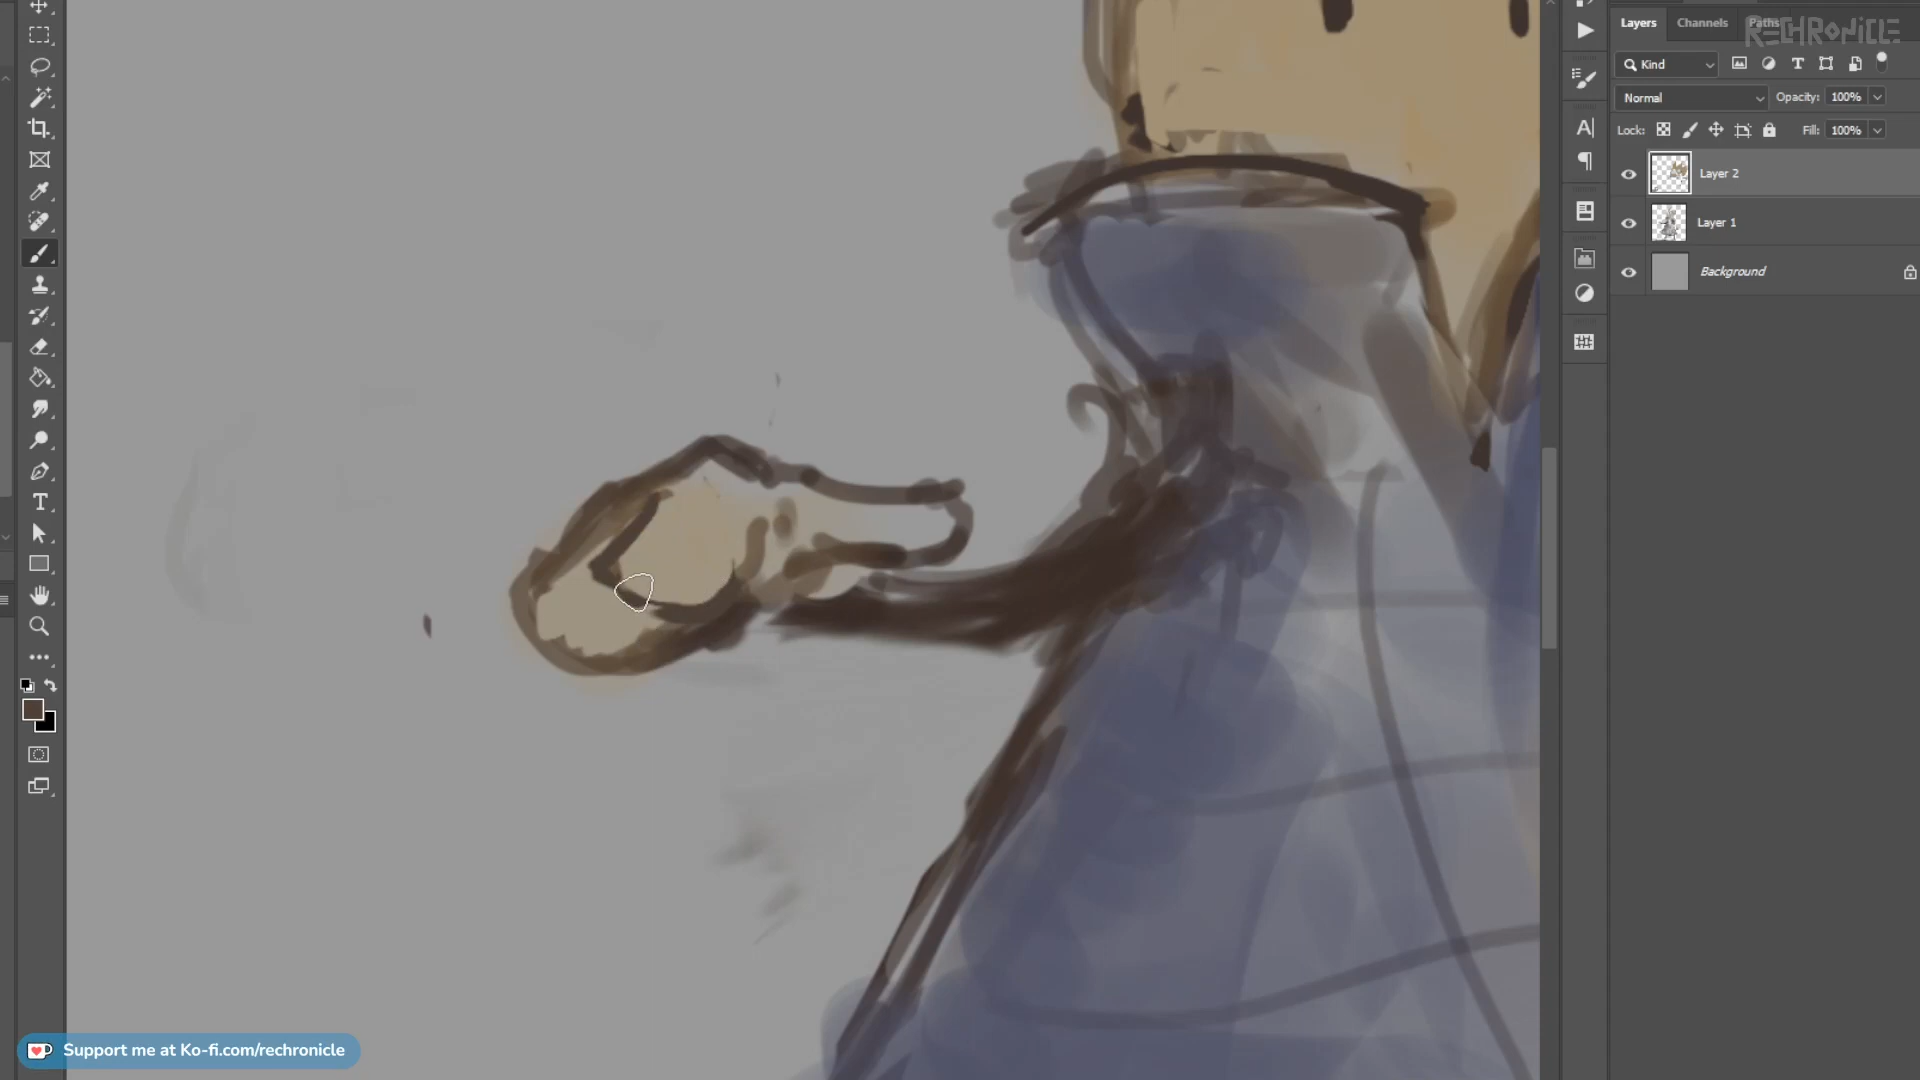 Layers Channels Paths
RECHRONICLE
Kind
Normal Opacity: 100%
Lock: Fill: 100%
Layer 2
Layer 1
Background
Support me at Ko-fi.com/rechronicle